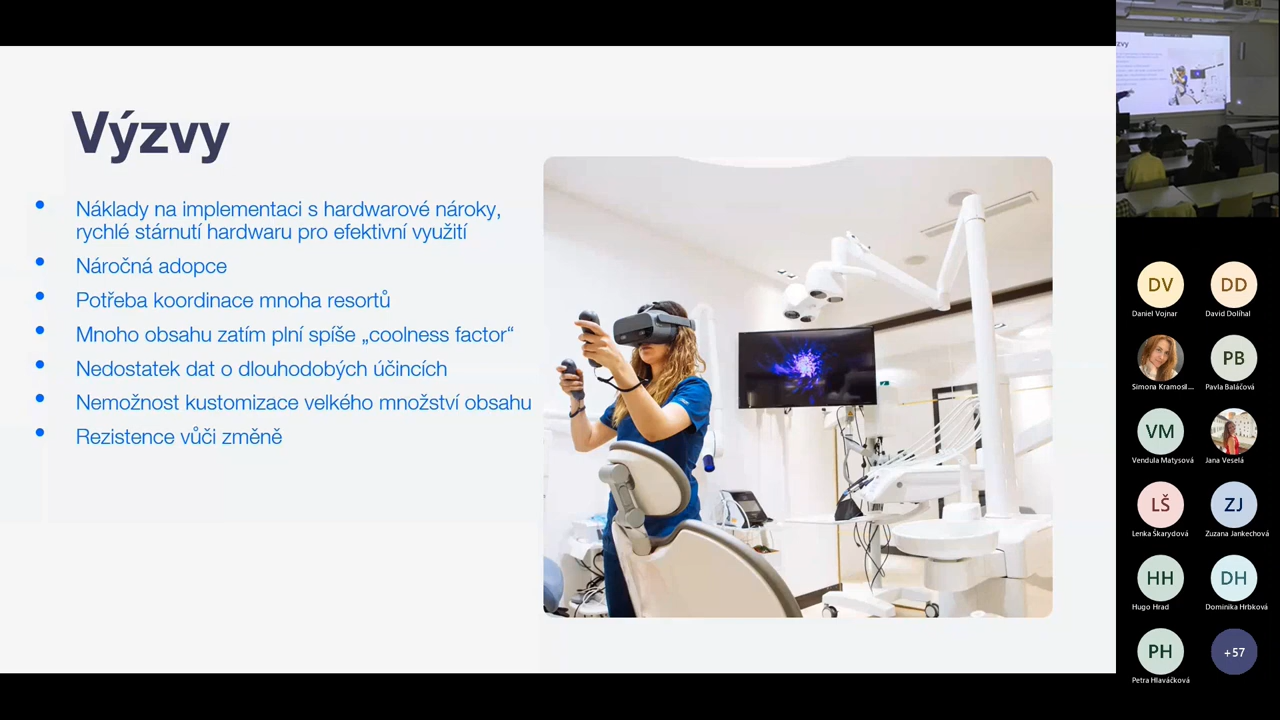 Výzvy
Náklady na implementaci s hardwarové nároky,
rychlé stárnutí hardwaru pro efektivní využití
Náročná adopce
Potřeba koordinace mnoha resortů
Mnoho obsahu zatím plní spíše „coolness factor“
Nedostatek dat o dlouhodobých účincích
Nemožnost kustomizace velkého množství obsahu
Rezistence vůči změně
zvy
DV
DD
Daniel Vojnar
David Dolíhal
PB
Simona Kramosil...
Pavla Baláčová
VM
Vendula Matysová
Jana Veselá
LŠ
ZJ
Lenka Škarydová
Zuzana Jankechová
HH
DH
Hugo Hrad
Dominika Hrbková
PH
+57
Petra Hlaváčková